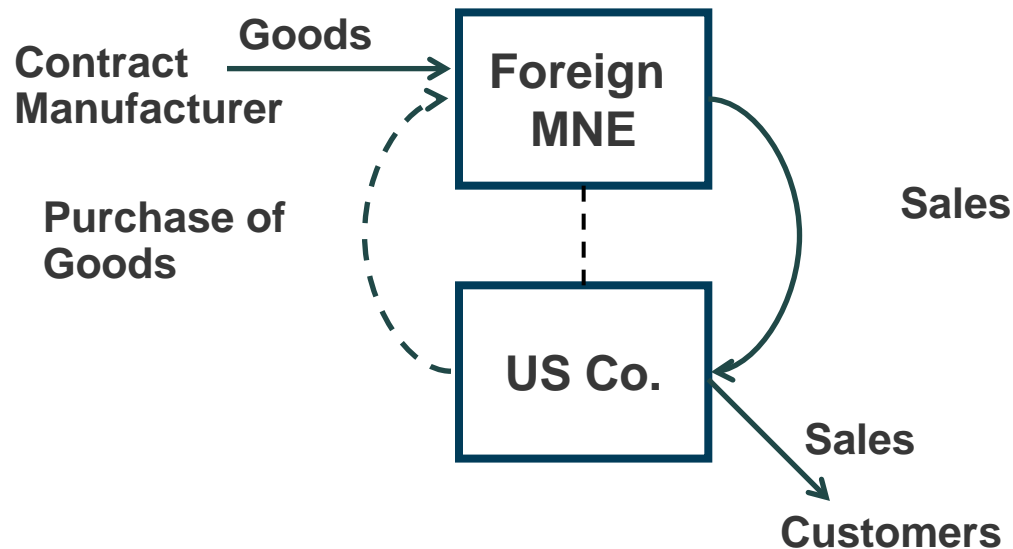 Goods
Contract
Manufacturer
Foreign
MNE
Purchase of
Goods
Sales
US Co.
Sales
Customers